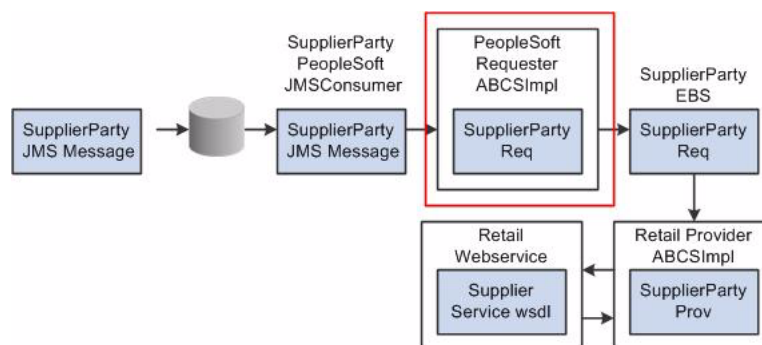 SupplierParty
PeopleSoft
JMSConsumer
PeopleSoft
Requester
ABCSImpl
SupplierParty
EBS
SupplierParty
JMS Message
SupplierParty
JMS Message
SupplierParty
Req
SupplierParty
Req
Retail
Webservice
Supplier
Service wsdl
Retail Provider
ABCSImpl
SupplierParty
Prov